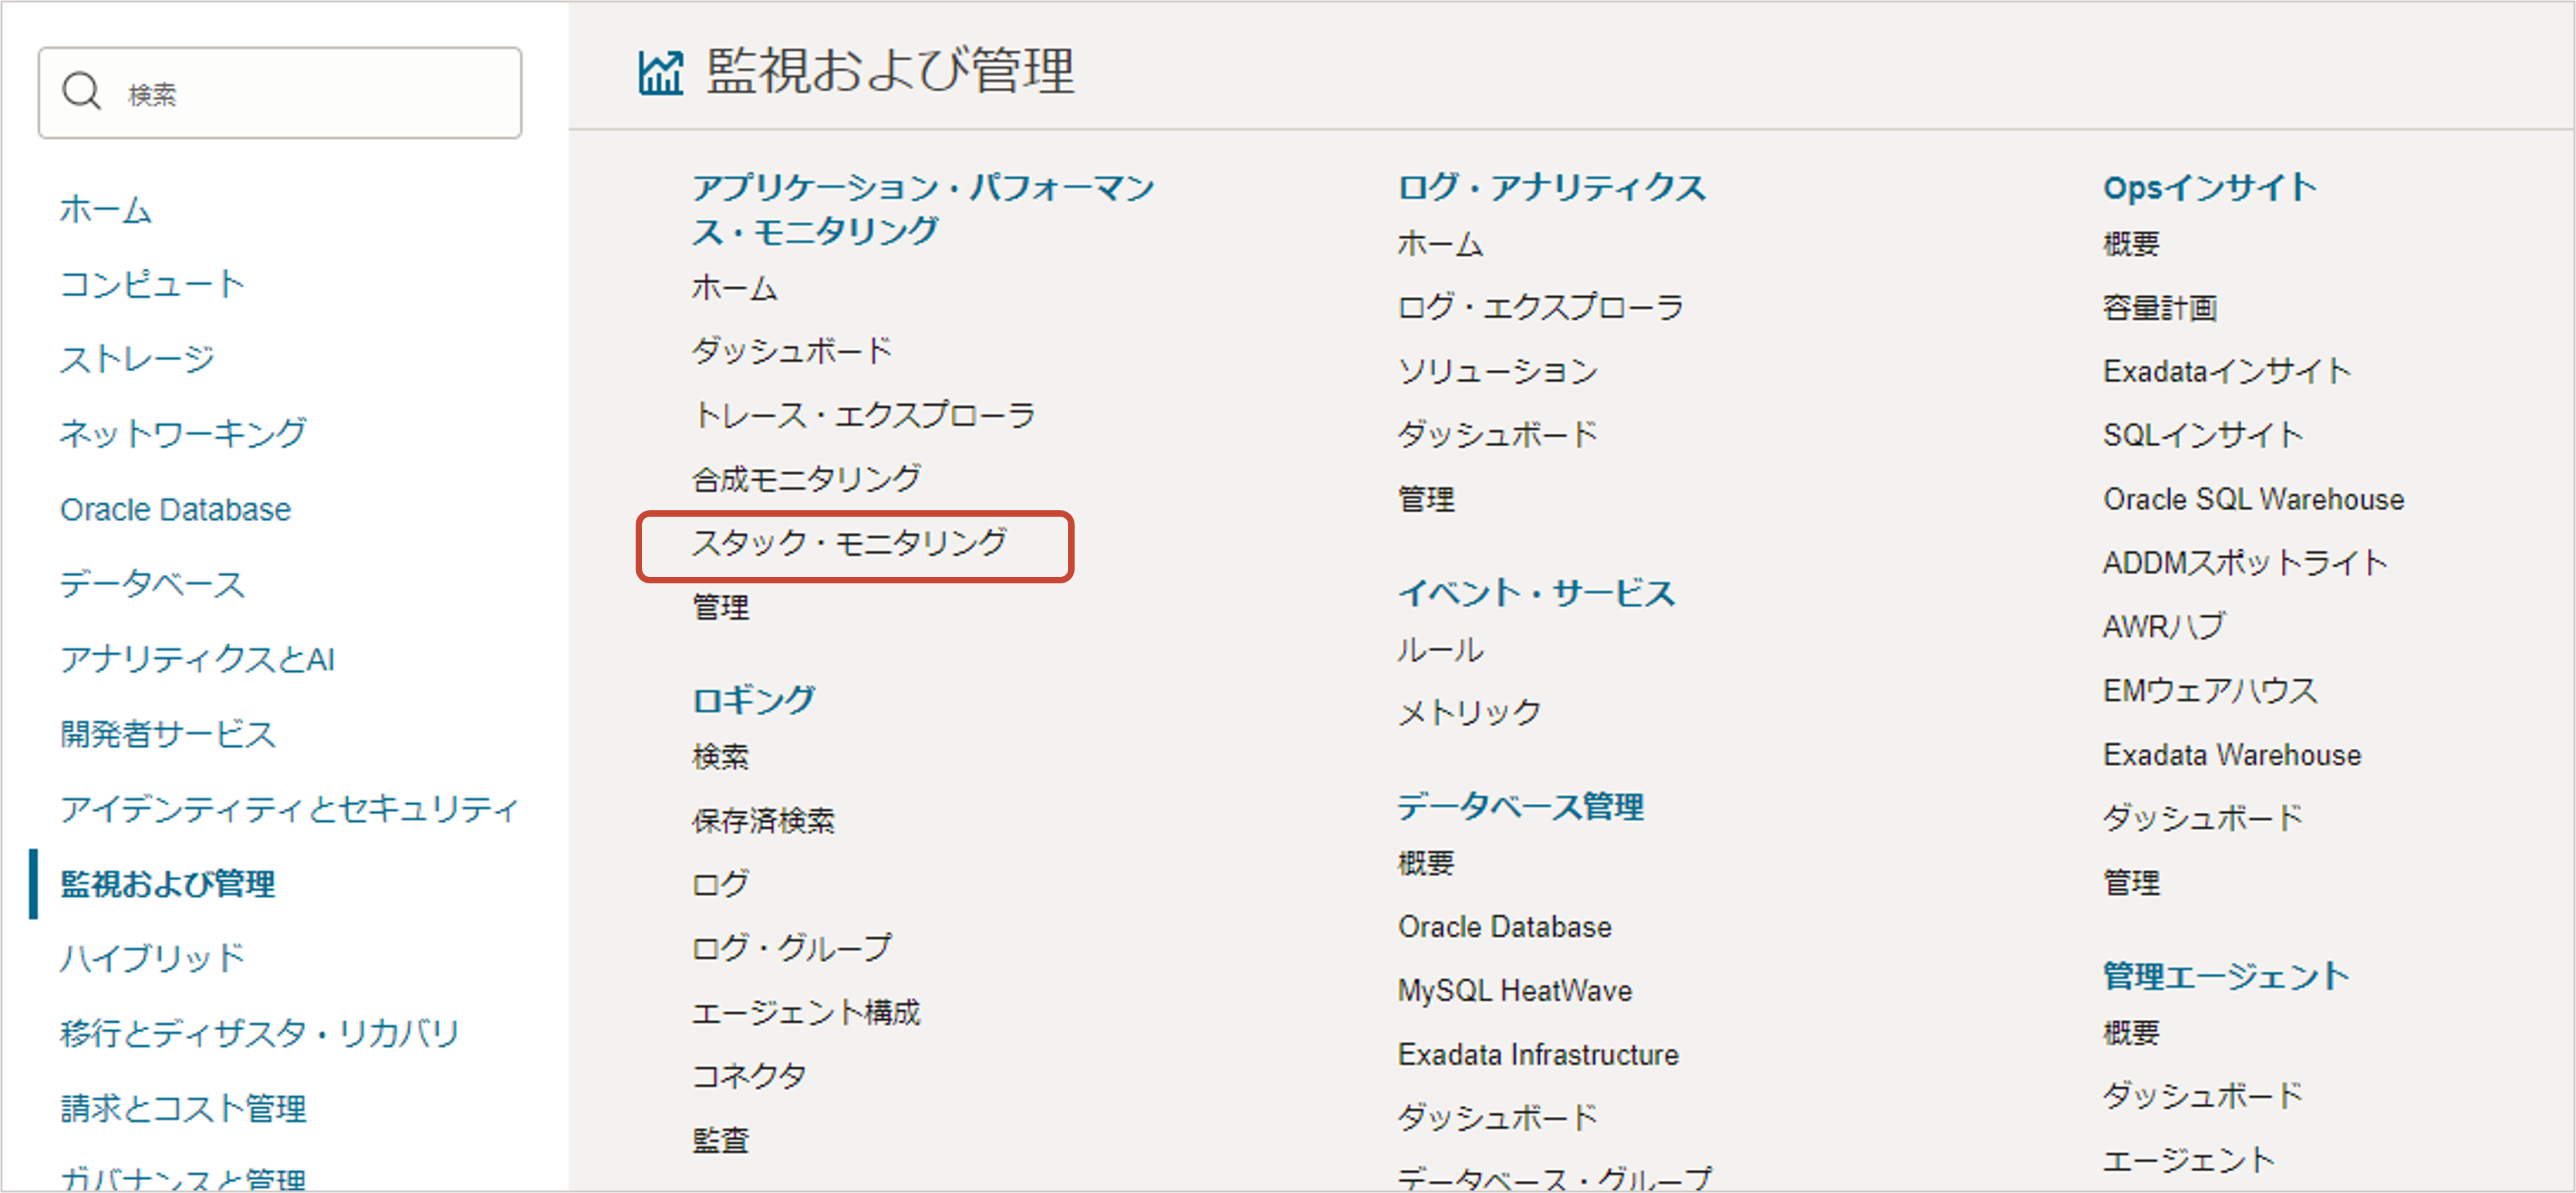 検索
ホーム
コンピュート
ストレージ
ネットワーキング
Oracle Database
データベース
アナリティクスとAI
開発者サービス
アイデンティティとセキュリティ
監視および管理
ハイブリッド
移行とディザスタ・リカバリ
請求とコスト管理
ガバナンスと管理
監視および管理
アプリケーション・パフォーマン
ス・モニタリング
ホーム
ダッシュボード
トレース・エクスプローラ
合成モニタリング
スタック・モニタリング
管理
ロギング
検索
保存済検索
ログ
ログ・グループ
エージェント構成
コネクタ
監査
ログ・アナリティクス
ホーム
ログ・エクスプローラ
ソリューション
ダッシュボード
管理
イベント・サービス
ルール
メトリック
データベース管理
概要
Oracle Database
MySQL HeatWave
Exadata Infrastructure
ダッシュボード
データベース・グループ
Opsインサイト
概要
容量計画
Exadataインサイト
SQLインサイト
Oracle SQL Warehouse
ADDMスポットライト
AWRハブ
EMウェアハウス
Exadata Warehouse
ダッシュボード
管理
管理エージェント
概要
ダッシュボード
エージェント